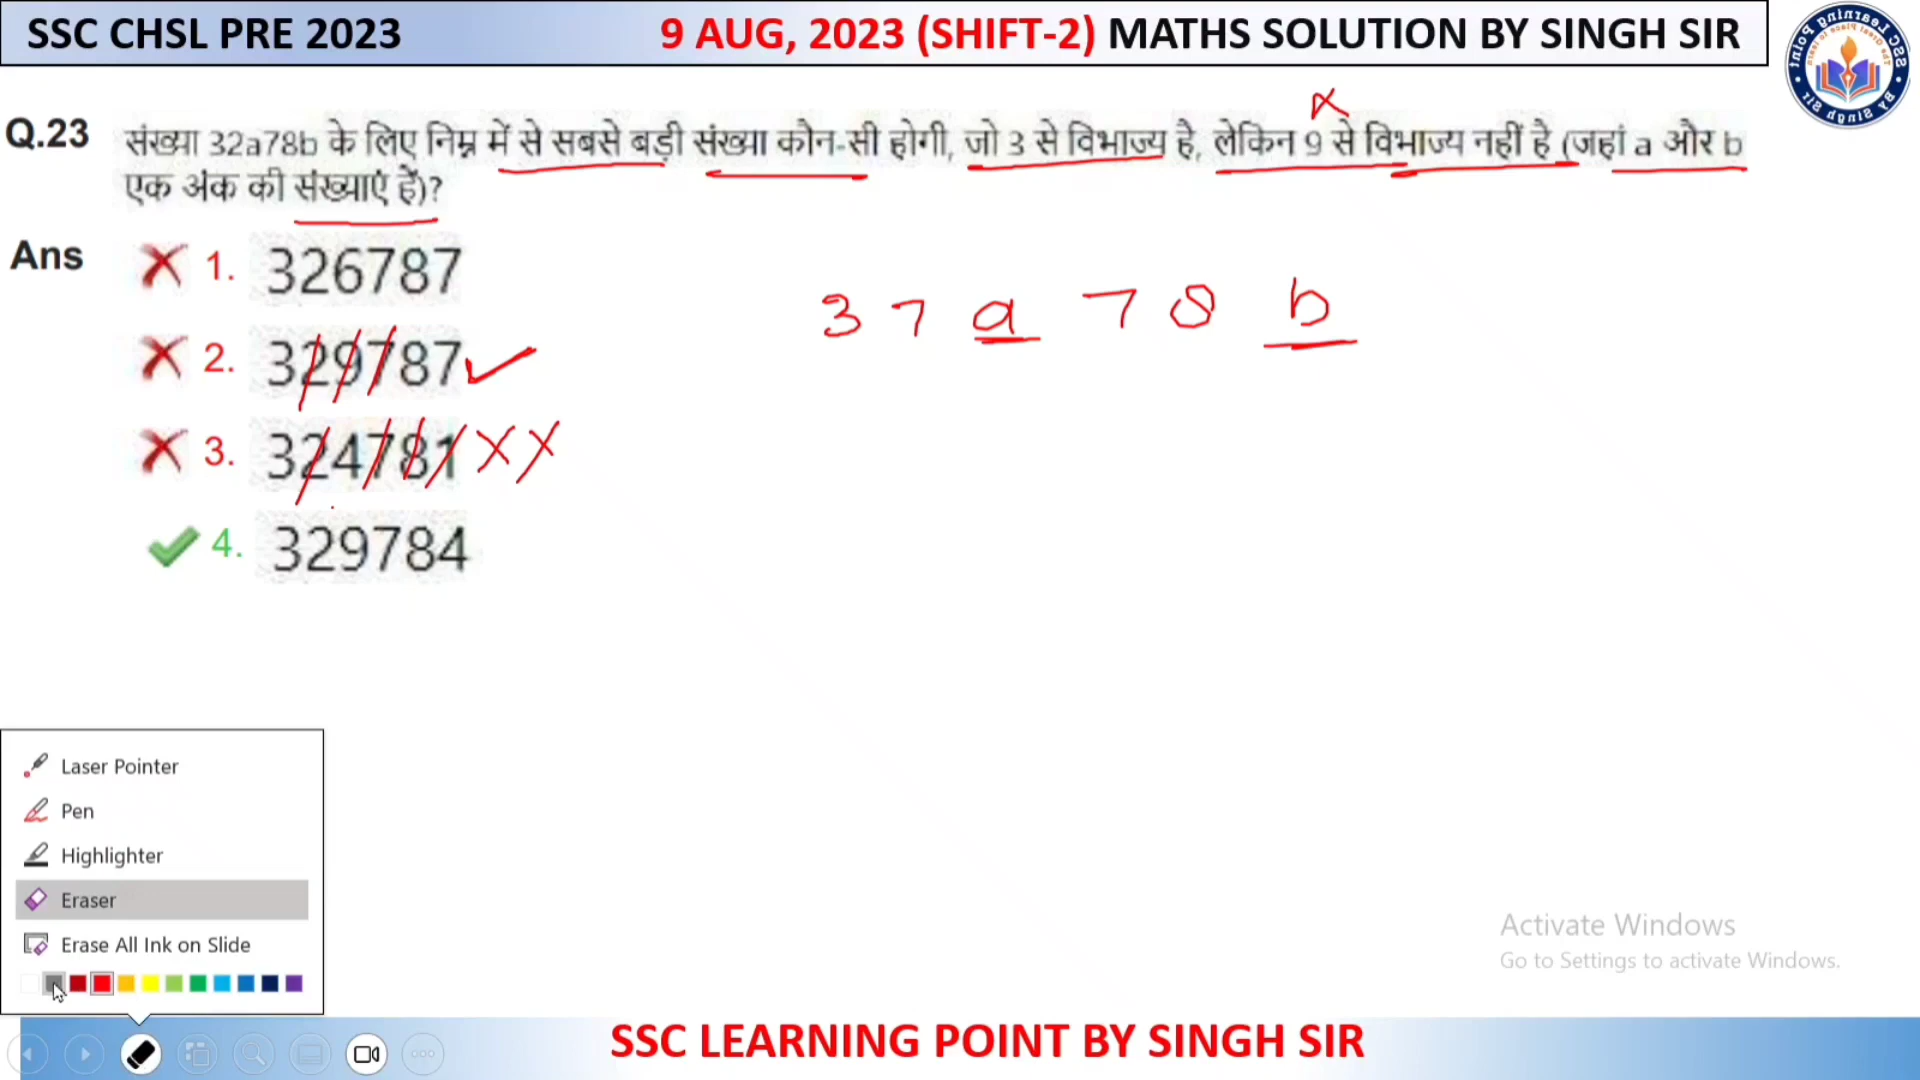 SSC CHSL PRE 2023
9 AUG, 2023 (SHIFT-2) MATHS SOLUTION BY SINGH SIR
Q.23 संख्या 32a78b के लिए निम्न में से सबसे बड़ी संख्या कौन-सी होगी, जो 3 से विभाज्य है, लेकिन 9 से विभाज्य नहीं है (जहां a और b
एक अंक की संख्याएं हैं)?
Ans
1. 326787
2. 329787
3. 324781
4. 329784
3 7 a 7 8 b
Laser Pointer
Pen
Highlighter
Eraser
Erase All Ink on Slide
Activate Windows
Go to Settings to activate Windows.
SSC LEARNING POINT BY SINGH SIR